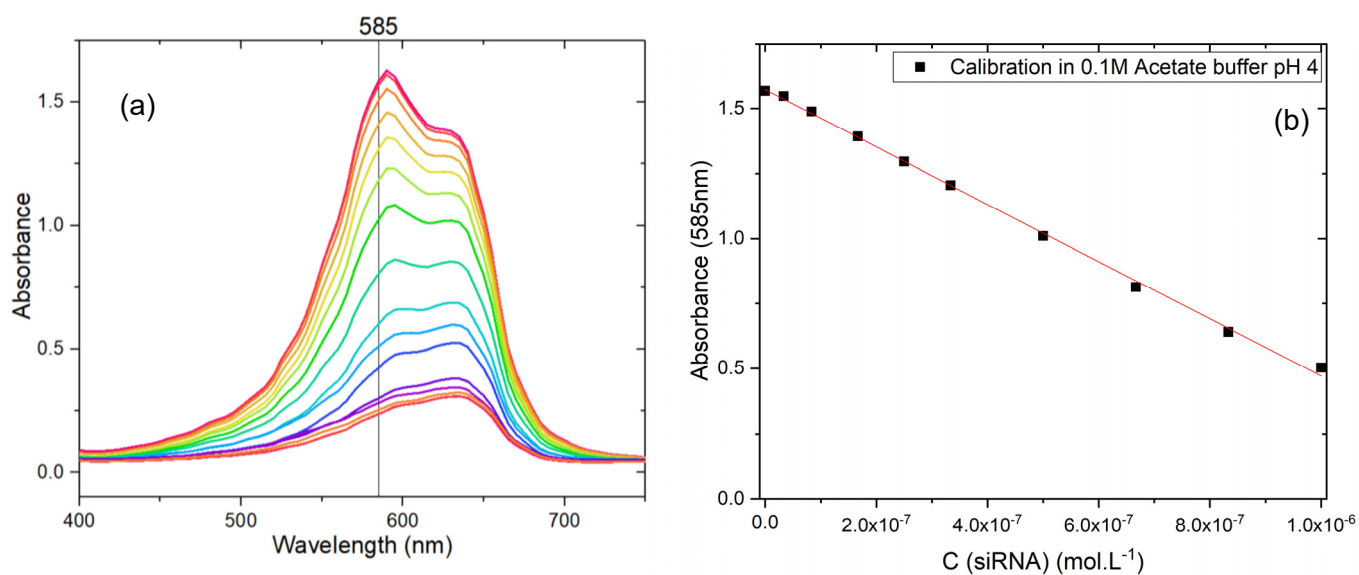 585
(a)
1.5
1.0
0.5
0.0
Absorbance
400
500
600
700
Wavelength (nm)
Calibration in 0.1M Acetate buffer pH 4
(b)
1.5
1.0
0.5
0.0
Absorbance (585nm)
0.0
2.0x10⁻⁷
4.0x10⁻⁷
6.0x10⁻⁷
8.0x10⁻⁷
1.0x10⁻⁶
C (siRNA) (mol.L⁻¹)